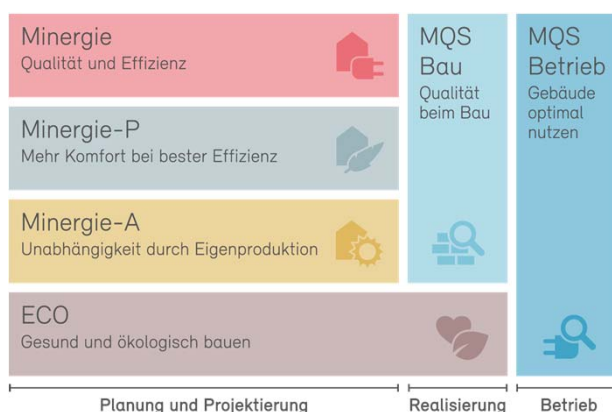 Minergie
Qualität und Effizienz
Minergie-P
Mehr Komfort bei bester Effizienz
Minergie-A
Unabhängigkeit durch Eigenproduktion
ECO
Gesund und ökologisch bauen
MQS
Bau
Qualität
beim Bau
MQS
Betrieb
Gebäude
optimal
nutzen
Planung und Projektierung
Realisierung
Betrieb